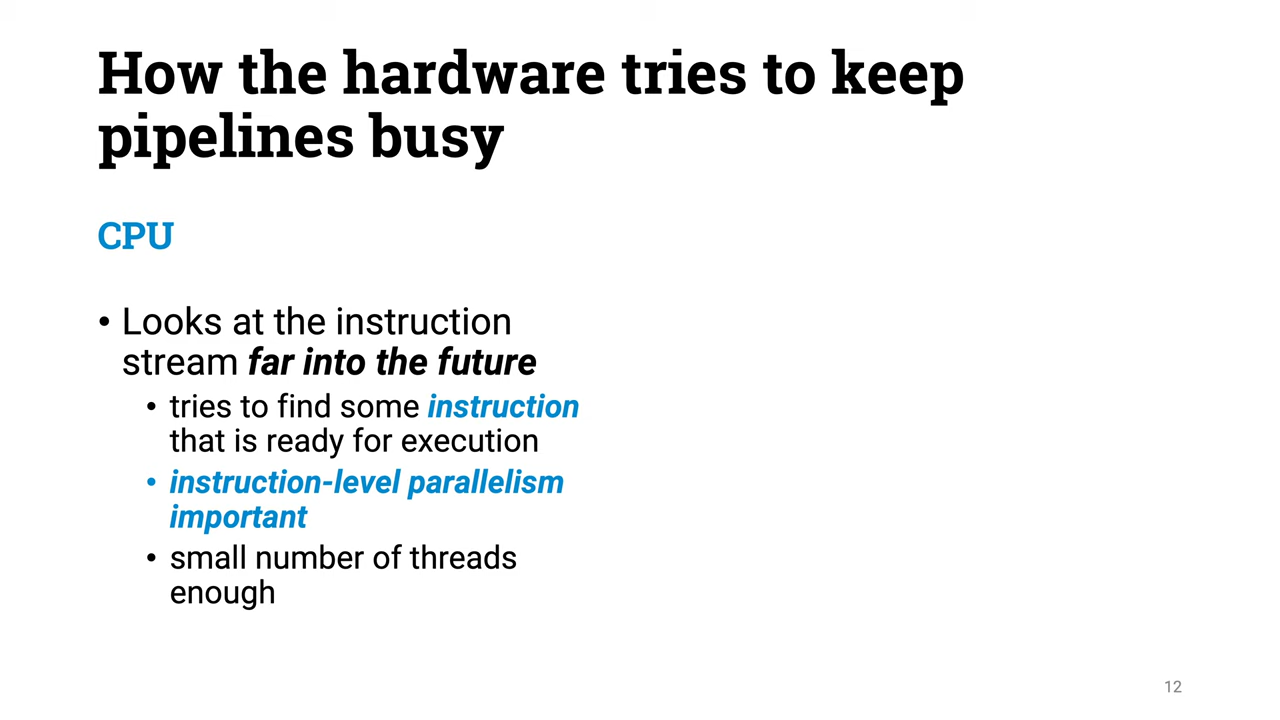 How the hardware tries to keep
pipelines busy
CPU
• Looks at the instruction
stream far into the future
• tries to find some instruction
that is ready for execution
• instruction-level parallelism
important
• small number of threads
enough
12